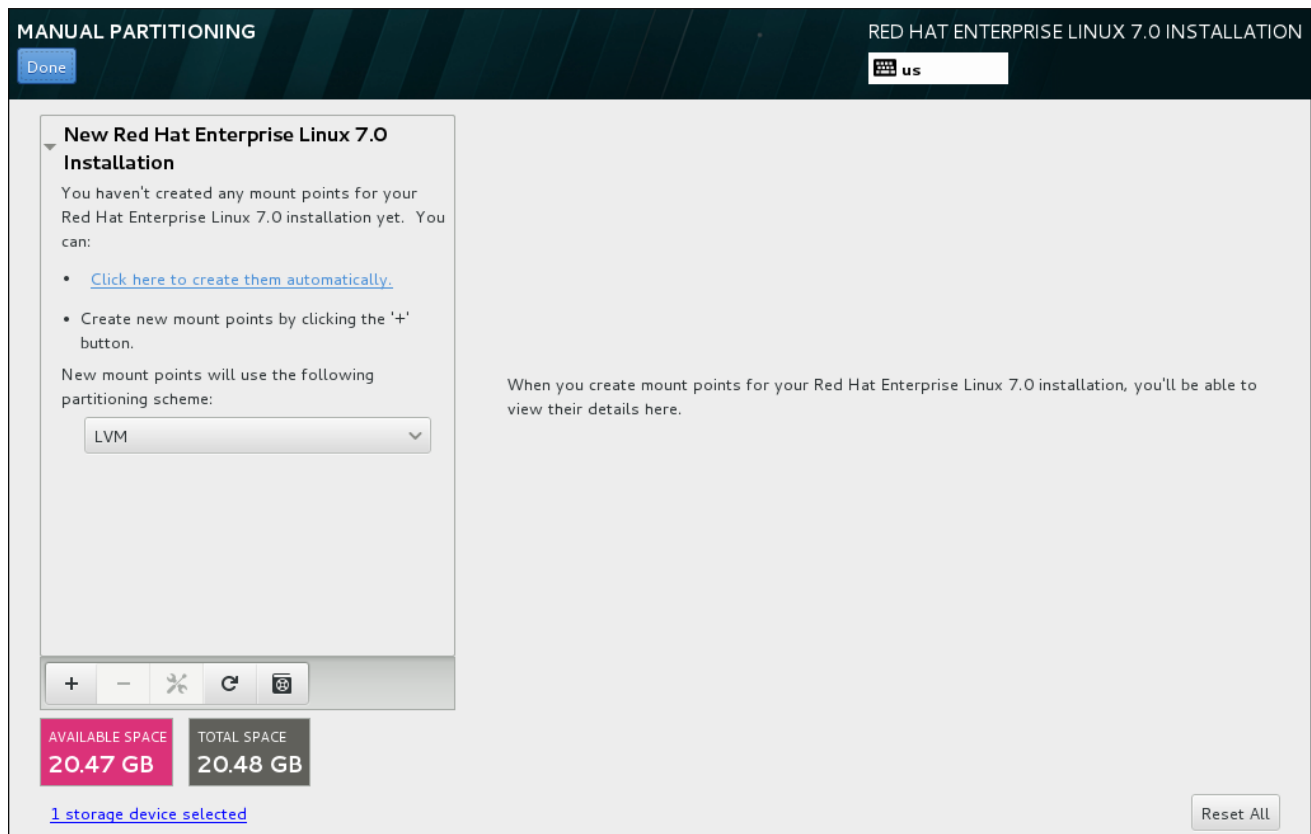 MANUAL PARTITIONING
RED HAT ENTERPRISE LINUX 7.0 INSTALLATION
Done
us
New Red Hat Enterprise Linux 7.0
Installation
You haven't created any mount points for your
Red Hat Enterprise Linux 7.0 installation yet.  You
can:
• Click here to create them automatically.
• Create new mount points by clicking the '+'
button.
New mount points will use the following
partitioning scheme:
LVM
When you create mount points for your Red Hat Enterprise Linux 7.0 installation, you'll be able to
view their details here.
+ −
AVAILABLE SPACE
20.47 GB
TOTAL SPACE
20.48 GB
1 storage device selected
Reset All